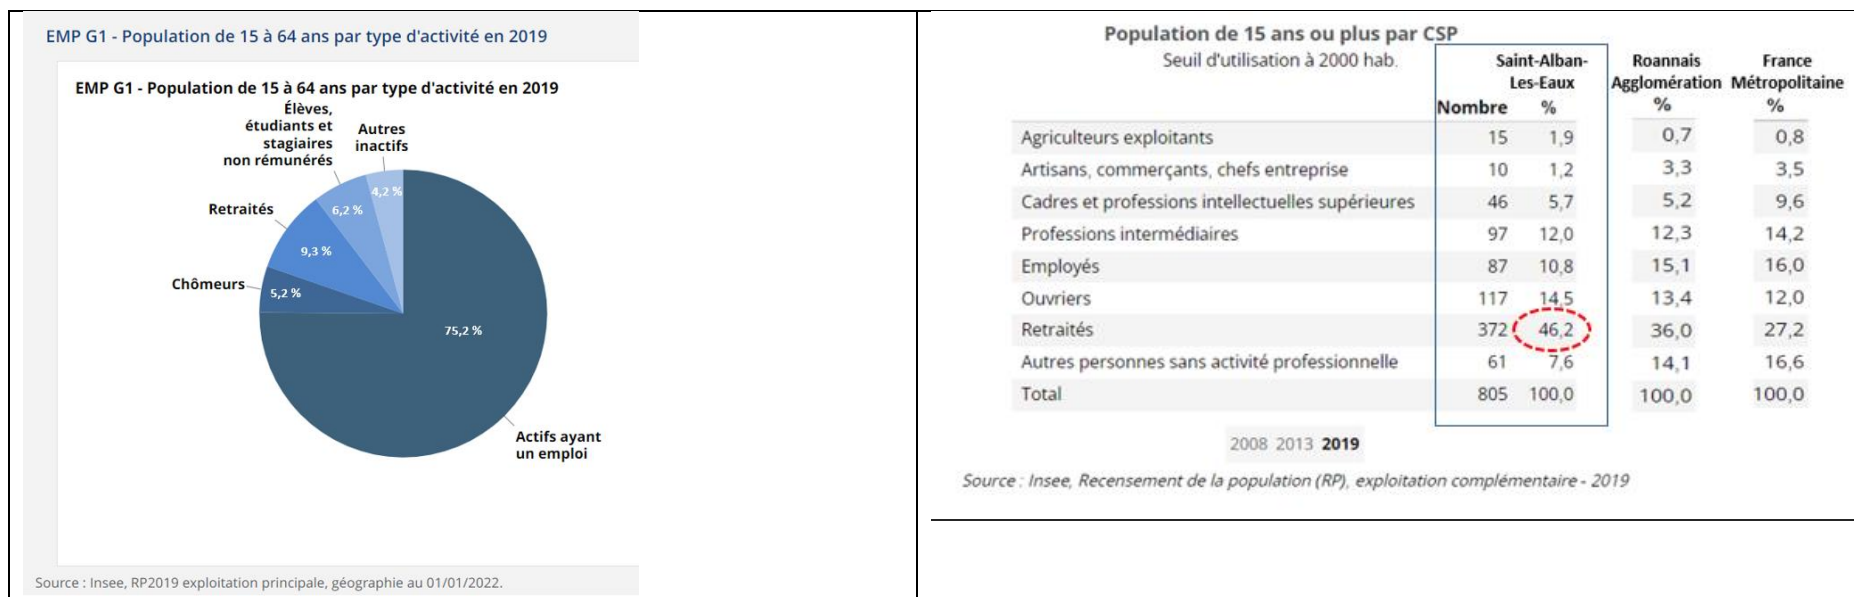 EMP G1 - Population de 15 à 64 ans par type d'activité en 2019
EMP G1 - Population de 15 à 64 ans par type d'activité en 2019
Élèves,
étudiants et
stagiaires
non rémunérés
Autres
inactifs
4,2 %
6,2 %
Retraités
9,3 %
Chômeurs
5,2 %
75,2 %
Actifs ayant
un emploi
Source : Insee, RP2019 exploitation principale, géographie au 01/01/2022.
Population de 15 ans ou plus par CSP
Seuil d'utilisation à 2000 hab.
Saint-Alban-
Les-Eaux
Roannais
Agglomération
France
Métropolitaine
Nombre % % %
Agriculteurs exploitants 15 1,9 0,7 0,8
Artisans, commerçants, chefs entreprise 10 1,2 3,3 3,5
Cadres et professions intellectuelles supérieures 46 5,7 5,2 9,6
Professions intermédiaires 97 12,0 12,3 14,2
Employés 87 10,8 15,1 16,0
Ouvriers 117 14,5 13,4 12,0
Retraités 372 46,2 36,0 27,2
Autres personnes sans activité professionnelle 61 7,6 14,1 16,6
Total 805 100,0 100,0 100,0
2008 2013 2019
Source : Insee, Recensement de la population (RP), exploitation complémentaire - 2019